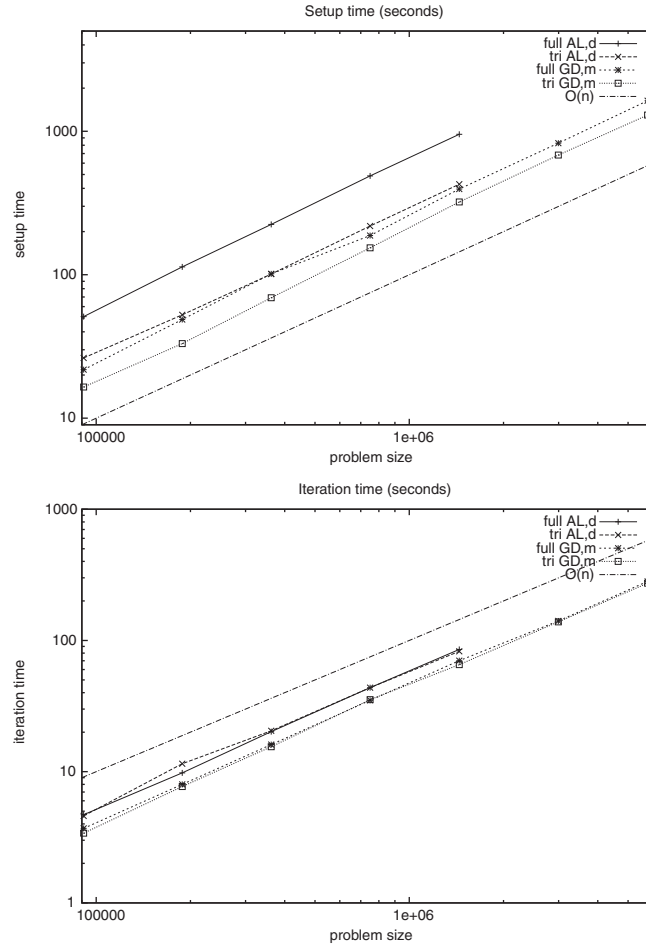 Setup time (seconds)
full AL,d
tri AL,d
full GD,m
tri GD,m
O(n)
1000
100
10
setup time
100000
1e+06
problem size
Iteration time (seconds)
full AL,d
tri AL,d
full GD,m
tri GD,m
O(n)
1000
100
10
1
iteration time
100000
1e+06
problem size